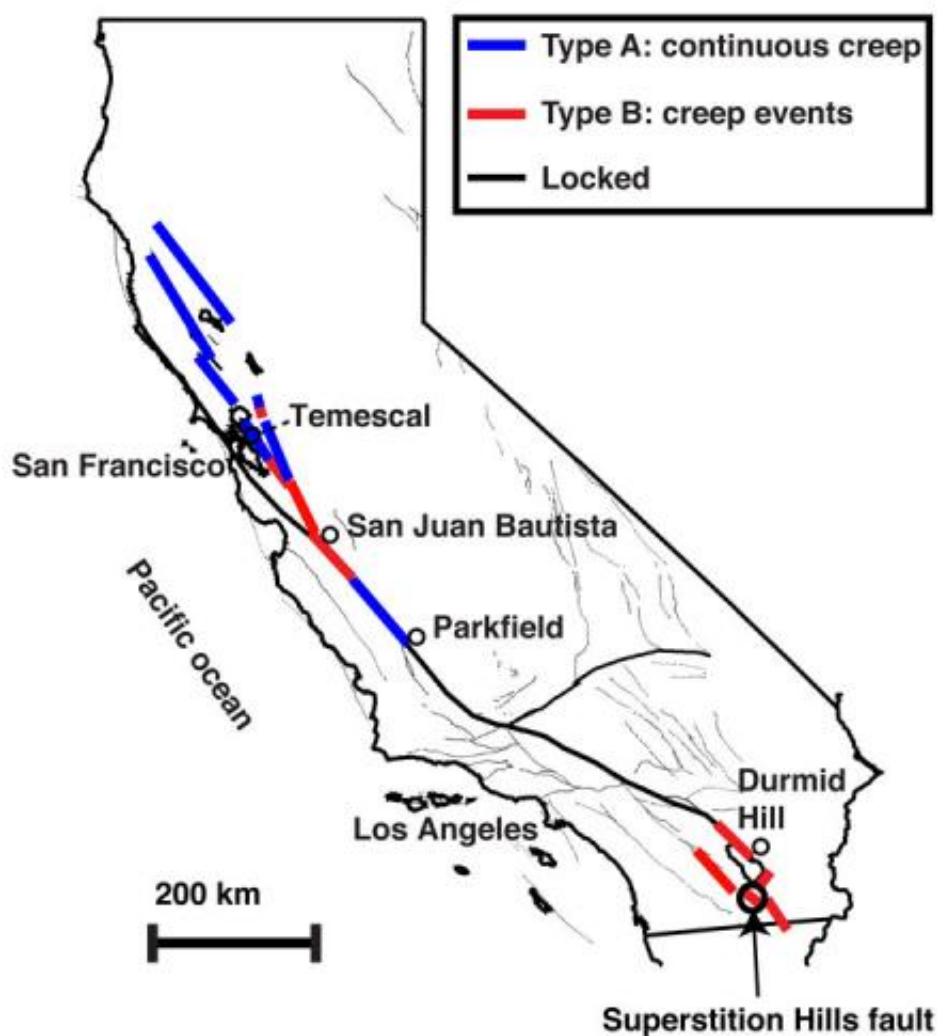 Type A: continuous creep
Type B: creep events
Locked
Temescal
San Francisco
San Juan Bautista
Parkfield
Pacific ocean
Durmid
Hill
Los Angeles
200 km
Superstition Hills fault